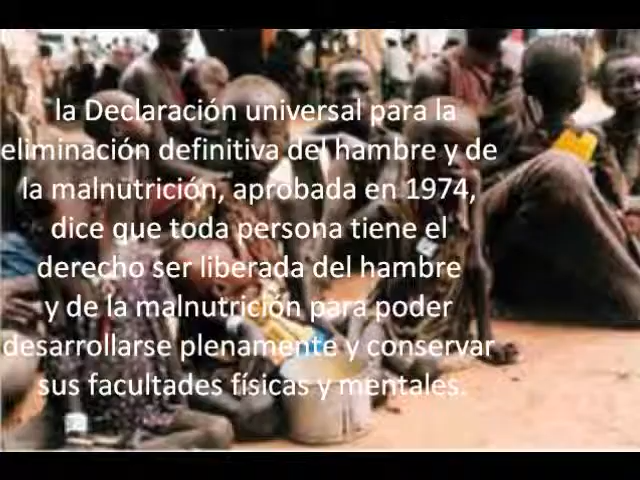 la Declaración universal para la
eliminación definitiva del hambre y de
la malnutrición, aprobada en 1974,
dice que toda persona tiene el
derecho ser liberada del hambre
y de la malnutrición para poder
desarrollarse plenamente y conservar
sus facultades físicas y mentales.